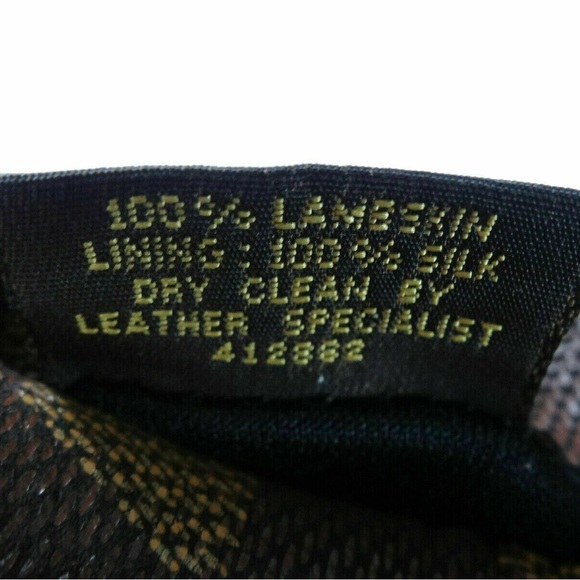 100% LAMBSKIN
LINING: 100% SILK
DRY CLEAN BY
LEATHER SPECIALIST
412882